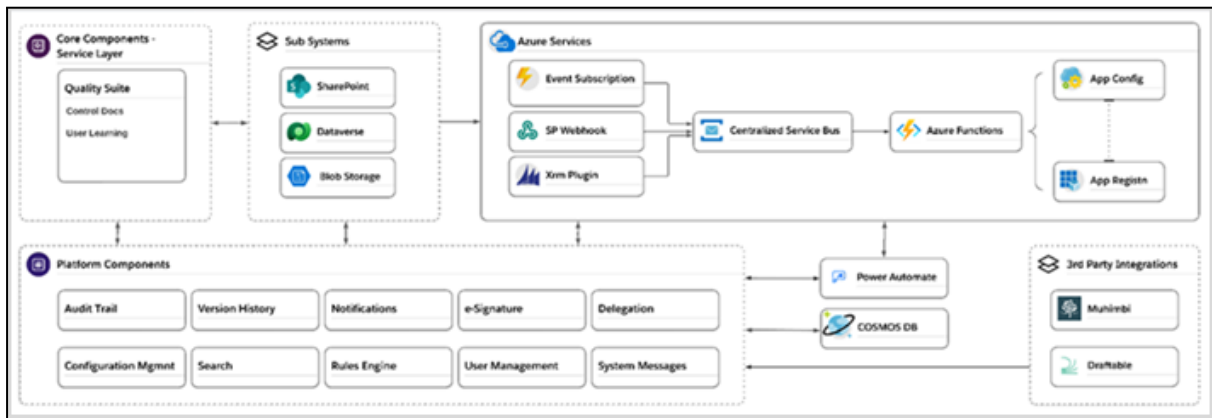 Core Components -
Service Layer
Quality Suite
Control Docs
User Learning
Sub Systems
SharePoint
Dataverse
Blob Storage
Azure Services
Event Subscription
SP Webhook
Xrm Plugin
Centralized Service Bus
Azure Functions
App Config
App Registn
Platform Components
Audit Trail
Version History
Notifications
e-Signature
Delegation
Configuration Mgmnt
Search
Rules Engine
User Management
System Messages
Power Automate
COSMOS DB
3rd Party Integrations
Munimbi
Draftable